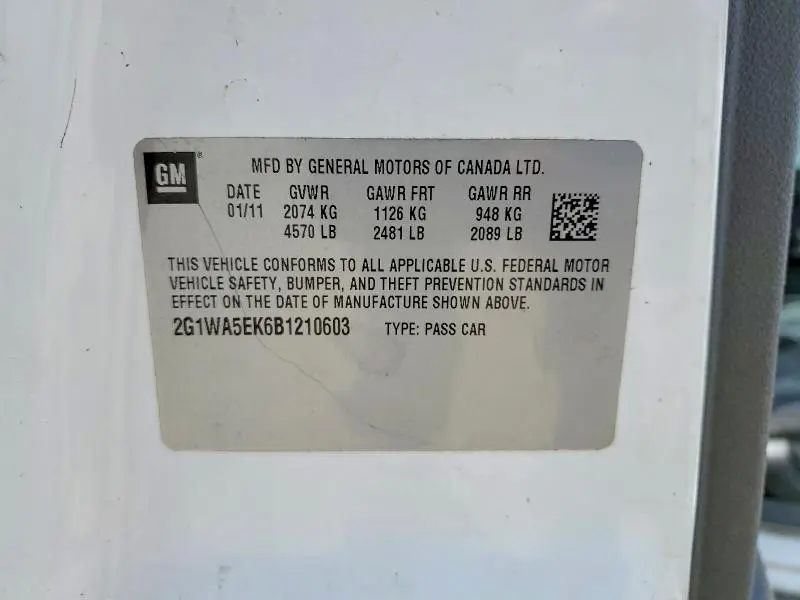 GM® MFD BY GENERAL MOTORS OF CANADA LTD.
DATE GVWR GAWR FRT GAWR RR
01/11 2074 KG 1126 KG 948 KG
4570 LB 2481 LB 2089 LB
THIS VEHICLE CONFORMS TO ALL APPLICABLE U.S. FEDERAL MOTOR
VEHICLE SAFETY, BUMPER, AND THEFT PREVENTION STANDARDS IN
EFFECT ON THE DATE OF MANUFACTURE SHOWN ABOVE.
2G1WA5EK6B1210603 TYPE: PASS CAR